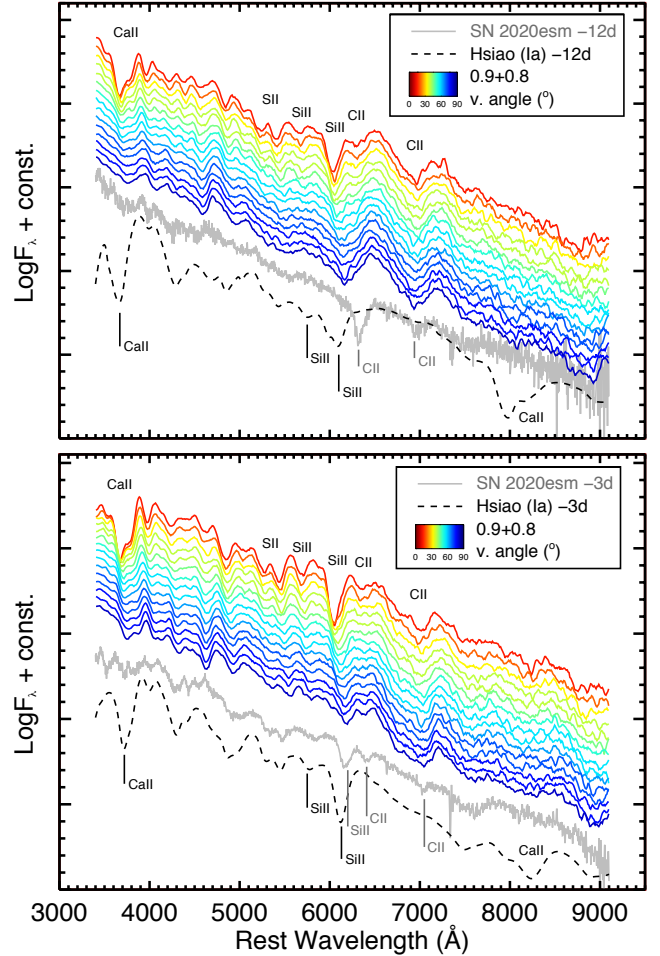 CaII
SN 2020esm −12d
Hsiao (Ia) −12d
0.9+0.8
0 30 60 90
v. angle (°)
SII
SiII
SiII
CII
CII
LogFλ + const.
CaII
SiII
SiII
CII
CII
CaII
CaII
SN 2020esm −3d
Hsiao (Ia) −3d
0.9+0.8
0 30 60 90
v. angle (°)
SII
SiII
SiII
CII
CII
LogFλ + const.
CaII
SiII
SiII
CII
SiII
CII
CaII
3000 4000 5000 6000 7000 8000 9000
Rest Wavelength (Å)